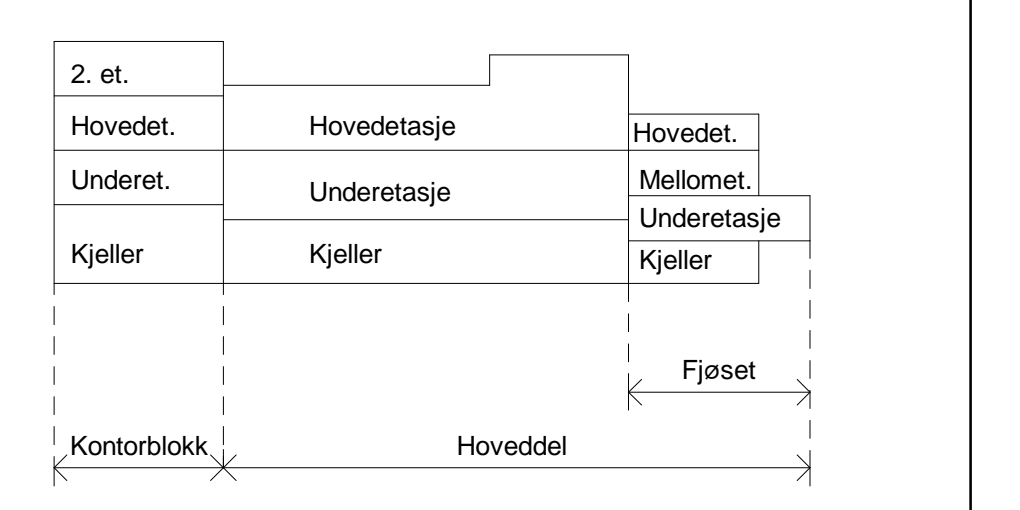 2. et.
Hovedet.
Hovedetasje
Hovedet.
Underet.
Underetasje
Mellomet.
Underetasje
Kjeller
Kjeller
Kjeller
Fjøset
Kontorblokk
Hoveddel